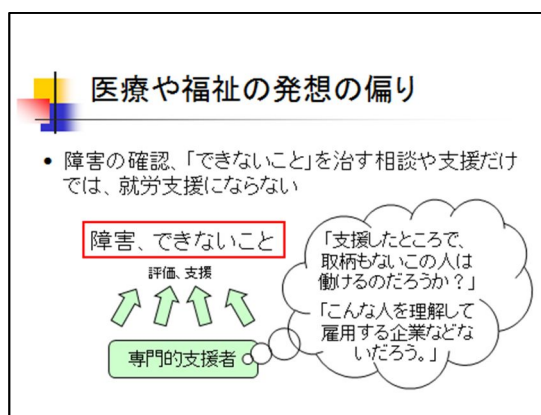 医療や福祉の発想の偏り
• 障害の確認、「できないこと」を治す相談や支援だけ
では、就労支援にならない
障害、できないこと
評価、支援
専門的支援者
「支援したところで、
取柄もないこの人は
働けるのだろうか？」
「こんな人を理解して
雇用する企業などな
いだろう。」